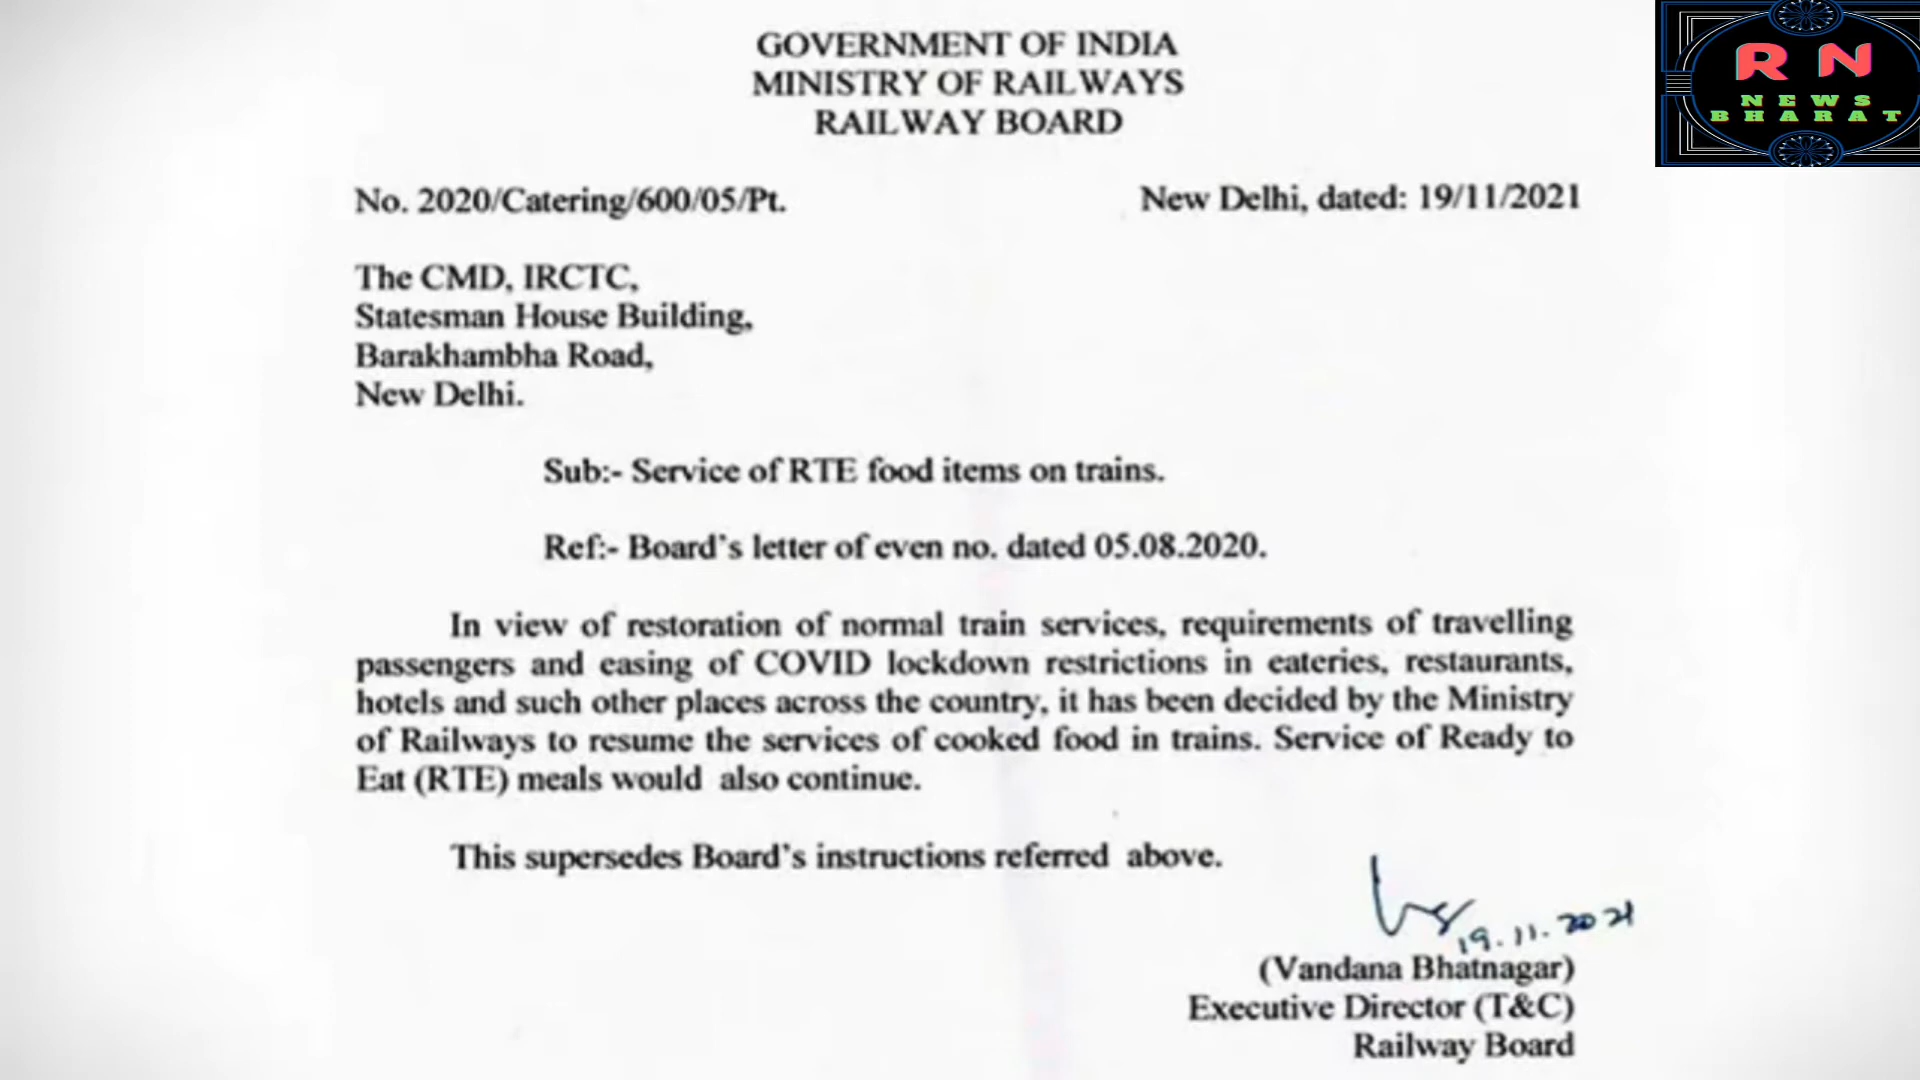 GOVERNMENT OF INDIA
MINISTRY OF RAILWAYS
RAILWAY BOARD
R N
NEWS
BHARAT
No. 2020/Catering/600/05/Pt.
New Delhi, dated: 19/11/2021
The CMD, IRCTC,
Statesman House Building,
Barakhambha Road,
New Delhi.
Sub:- Service of RTE food items on trains.
Ref:- Board's letter of even no. dated 05.08.2020.
In view of restoration of normal train services, requirements of travelling
passengers and easing of COVID lockdown restrictions in eateries, restaurants,
hotels and such other places across the country, it has been decided by the Ministry
of Railways to resume the services of cooked food in trains. Service of Ready to
Eat (RTE) meals would also continue.
This supersedes Board's instructions referred above.
19.11.2021
(Vandana Bhatnagar)
Executive Director (T&C)
Railway Board